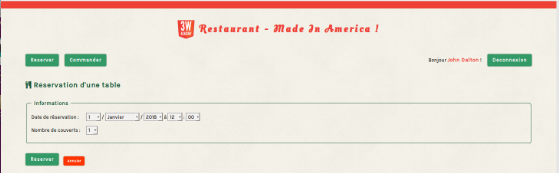 3W
Restaurant - Made In America !
Reserver Commander Bonjour John Dalton ! Déconnexion
Réservation d'une table
Informations
Date de réservation : 1 / Janvier / 2018 à 12 : 00
Nombre de couverts : 1
Reserver Annuler